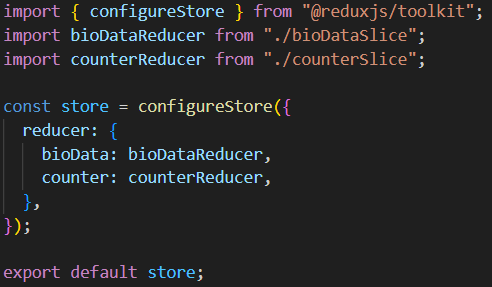 import { configureStore } from "@reduxjs/toolkit";
import bioDataReducer from "./bioDataSlice";
import counterReducer from "./counterSlice";

const store = configureStore({
  reducer: {
    bioData: bioDataReducer,
    counter: counterReducer,
  },
});

export default store;